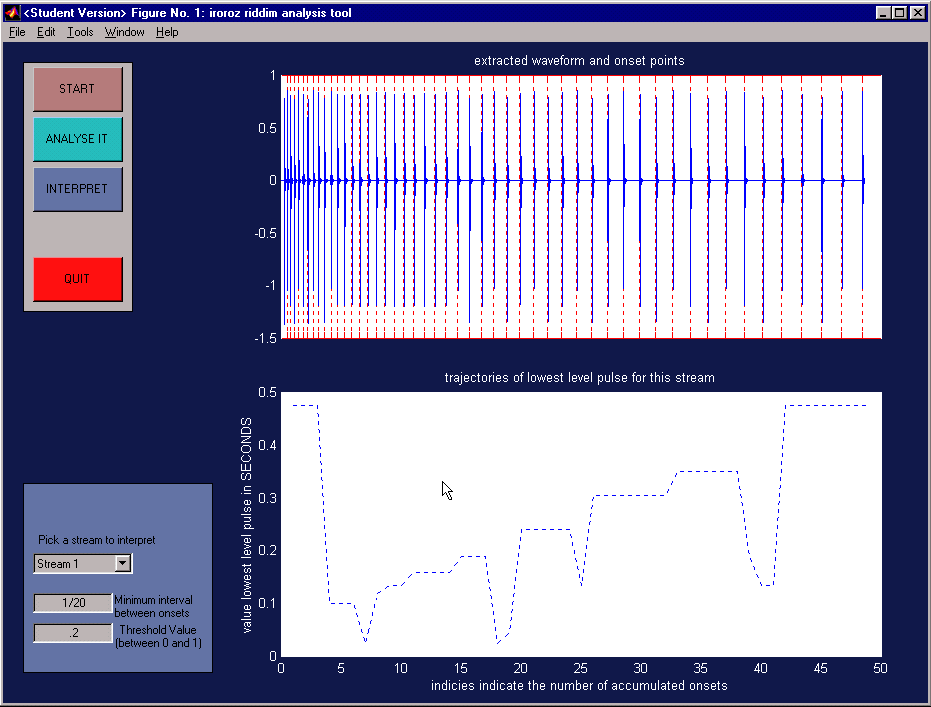 <Student Version> Figure No. 1: iroroz riddim analysis tool
File Edit Tools Window Help
START
ANALYSE IT
INTERPRET
QUIT
extracted waveform and onset points
1
0.5
0
-0.5
-1
-1.5
trajectories of lowest level pulse for this stream
value lowest level pulse in SECONDS
0.5
0.4
0.3
0.2
0.1
0
0 5 10 15 20 25 30 35 40 45 50
indicies indicate the number of accumulated onsets
Pick a stream to interpret
Stream 1
1/20
Minimum interval
between onsets
.2
Threshold Value
(between 0 and 1)